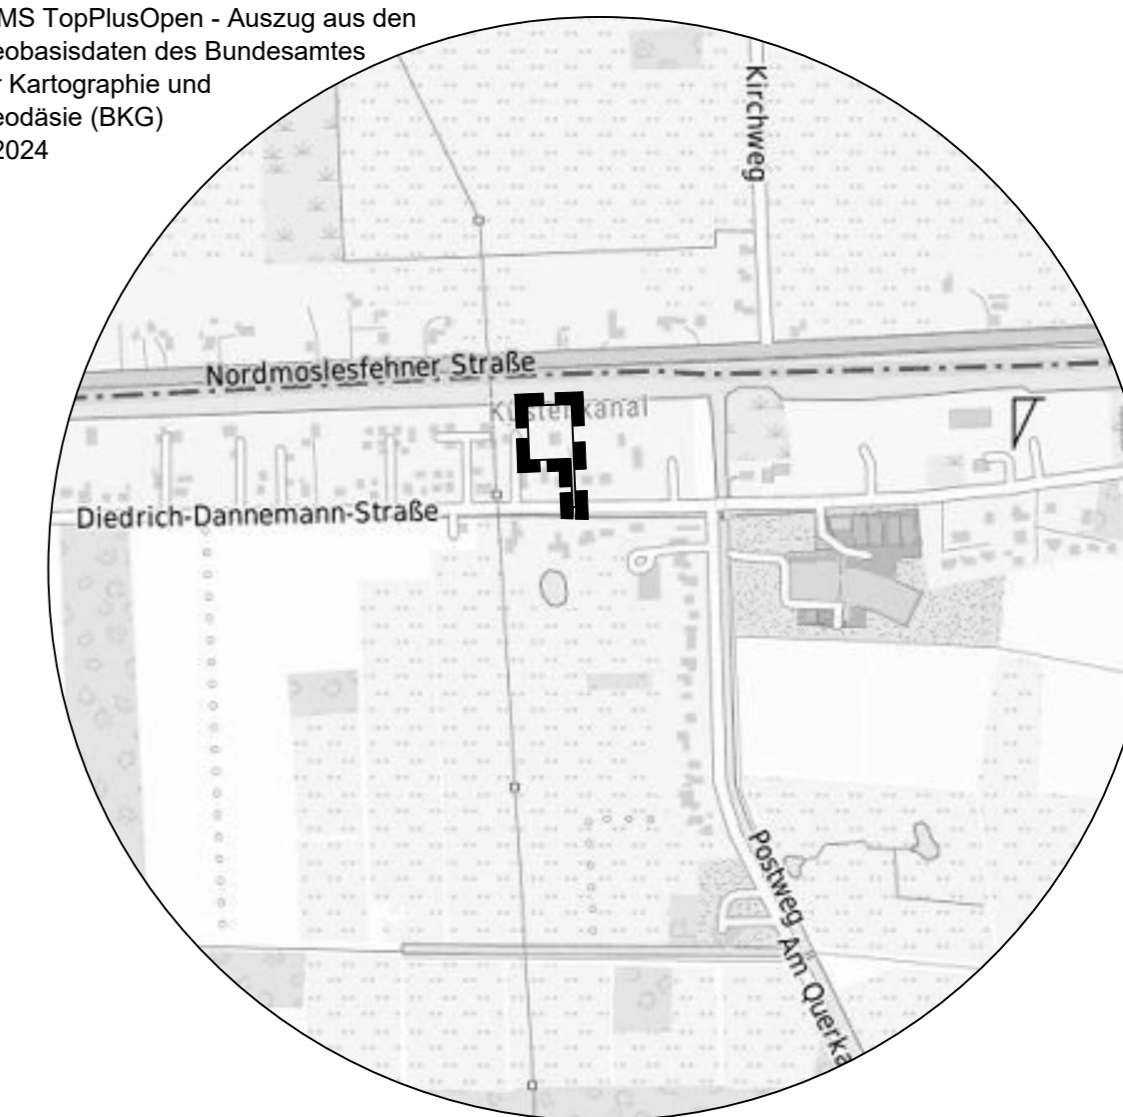 MS TopPlusOpen - Auszug aus den
eobasisdaten des Bundesamtes
r Kartographie und
eodäsie (BKG)
2024
Kirchweg
Nordmoslesfehner Straße
Küstenkanal
Diedrich-Dannemann-Straße
Postweg
Am Querka